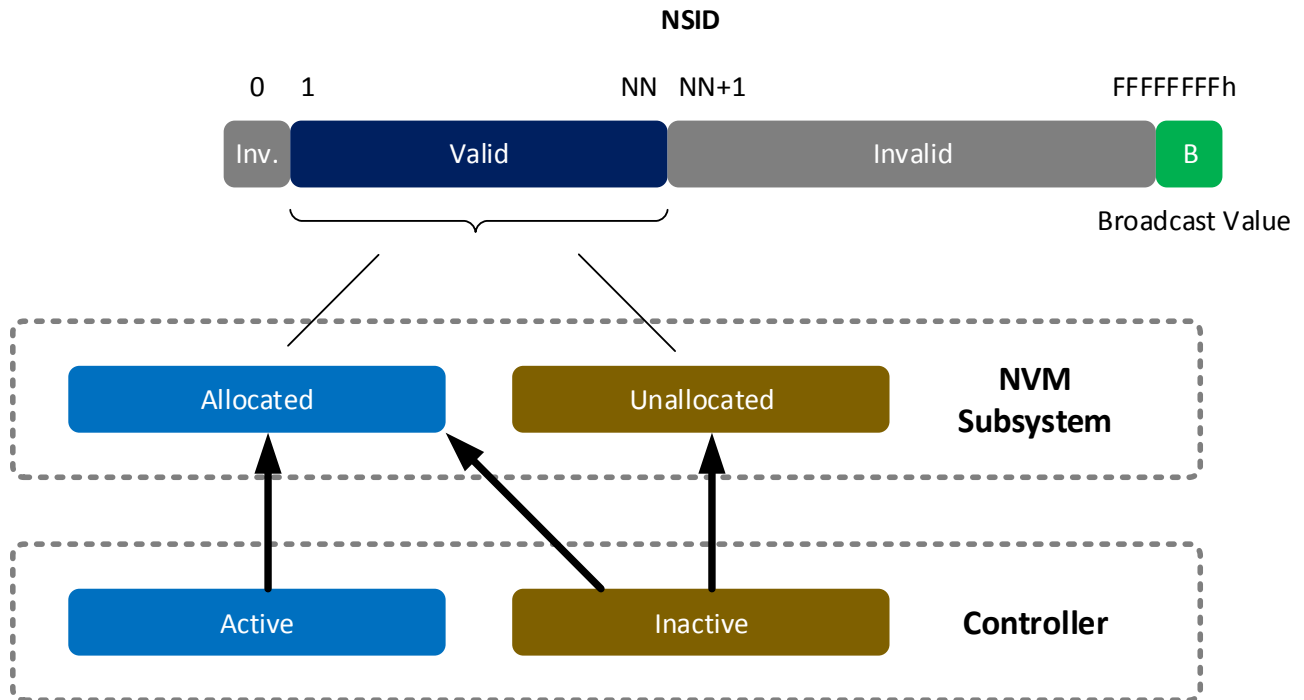 NSID
0 1 NN NN+1 FFFFFFFFh
Inv. Valid Invalid B
Broadcast Value
Allocated Unallocated NVM
Subsystem
Active Inactive Controller